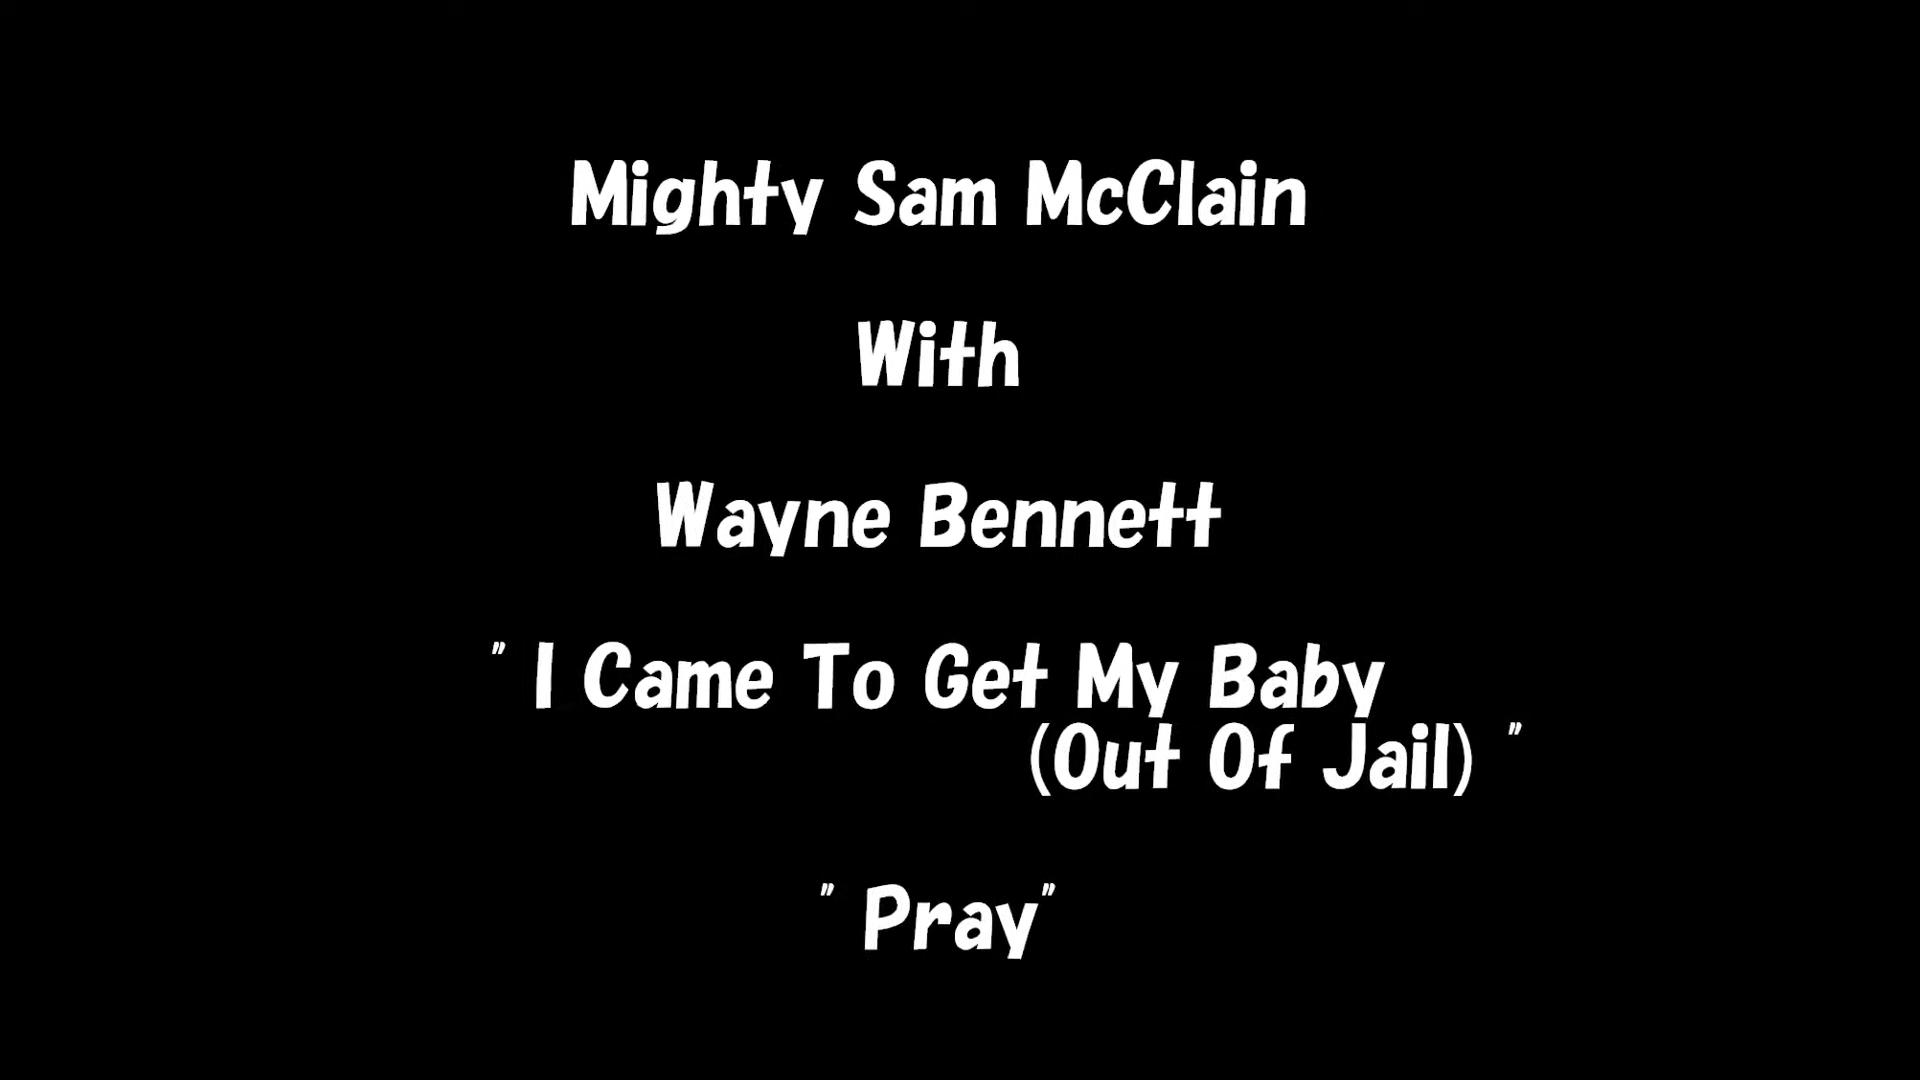 Mighty Sam McClain
With
Wayne Bennett
" I Came To Get My Baby
(Out Of Jail) "
" Pray"